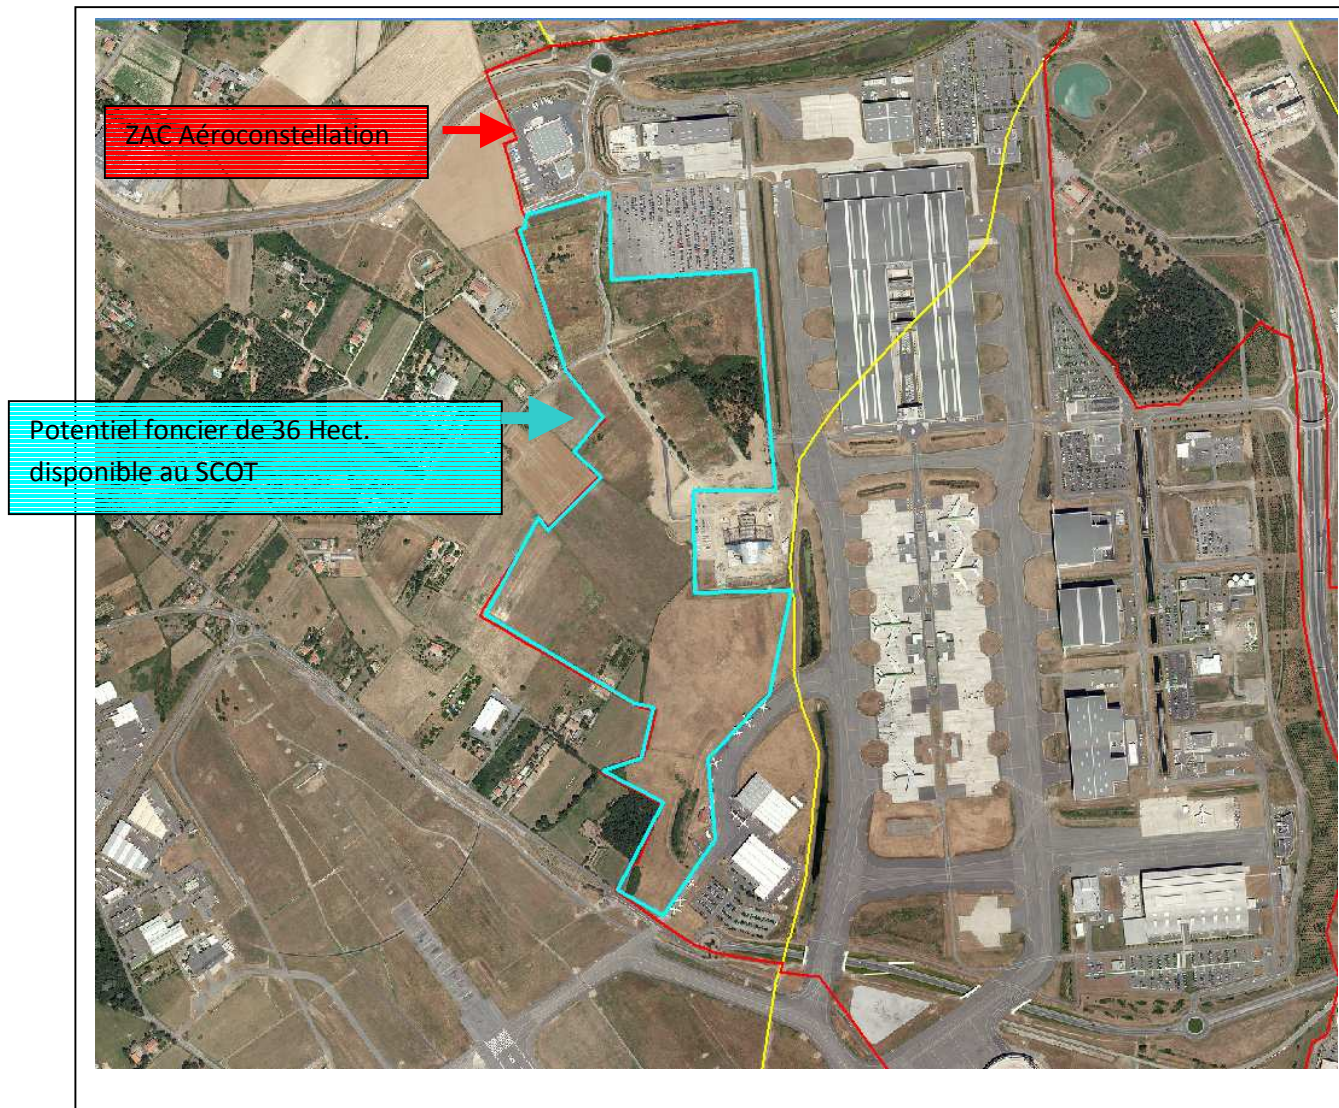 ZAC Aéroconstellation
Potentiel foncier de 36 Hect.
disponible au SCOT